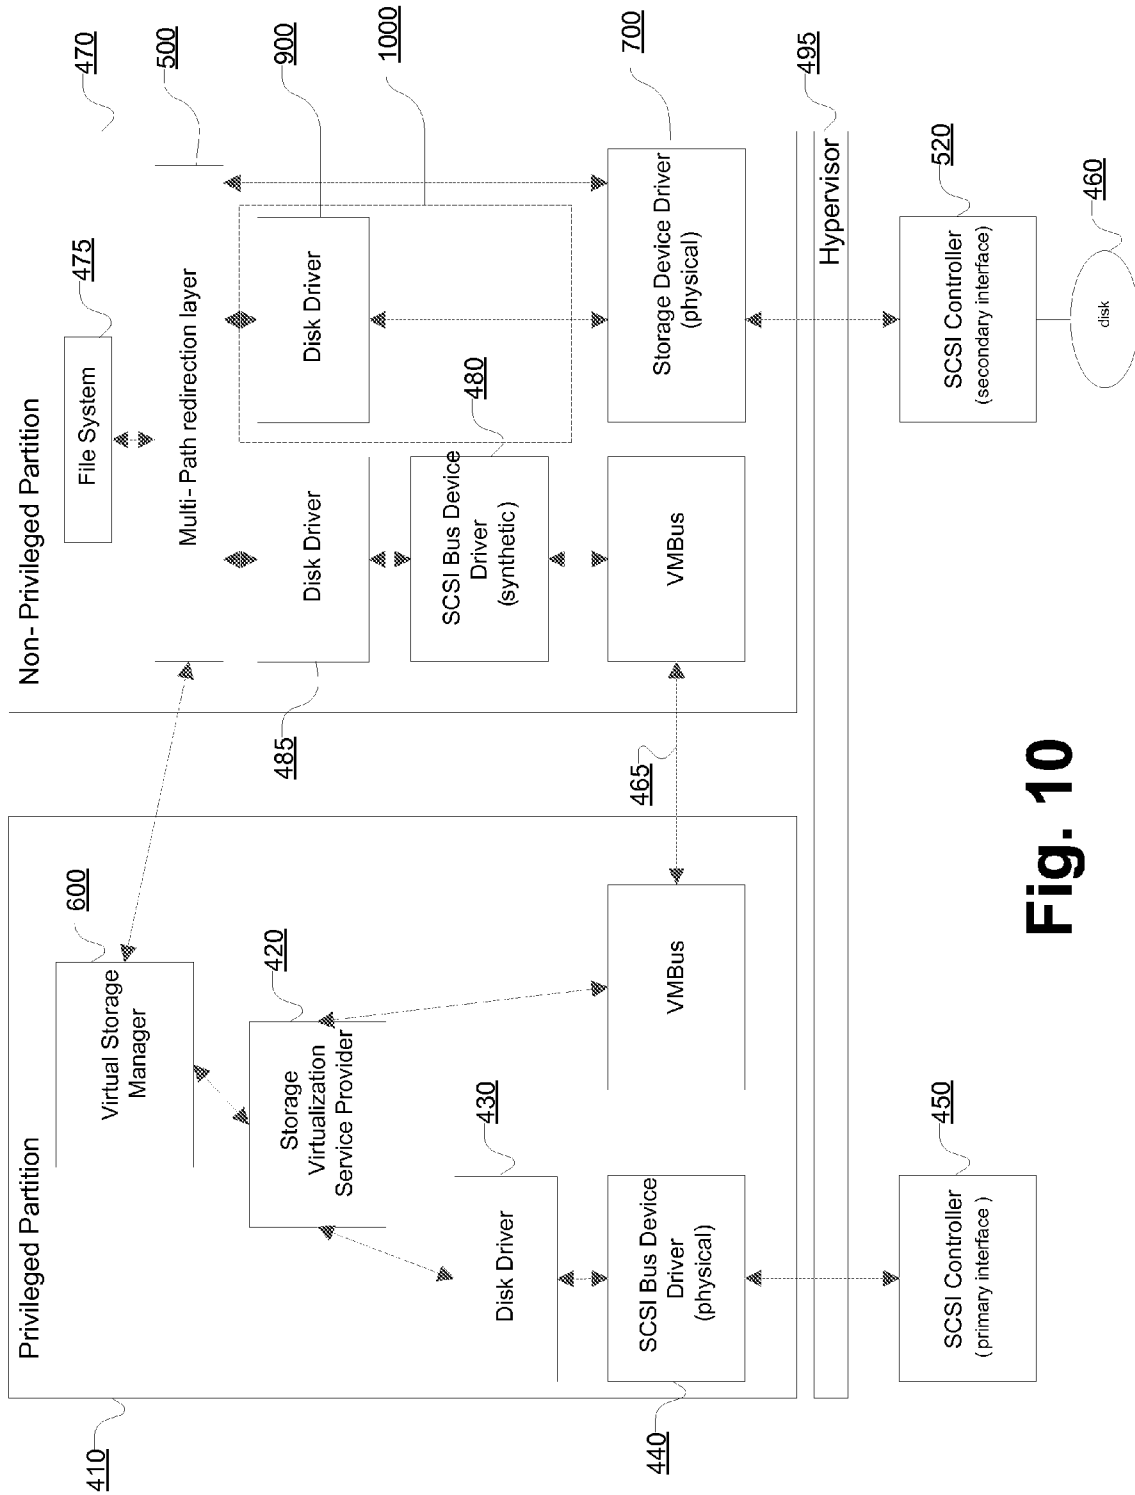 Privileged Partition
410
Virtual Storage
Manager
600
Storage
Virtualization
Service Provider
420
Disk Driver
430
SCSI Bus Device
Driver
(physical)
440
VMBus
465
SCSI Controller
( primary interface )
450
Non- Privileged Partition
470
File System
475
Multi- Path redirection layer
500
Disk Driver
485
Disk Driver
900
1000
SCSI Bus Device
Driver
(synthetic)
480
VMBus
Storage Device Driver
(physical)
700
Hypervisor
495
SCSI Controller
(secondary interface)
520
disk
460
Fig. 10